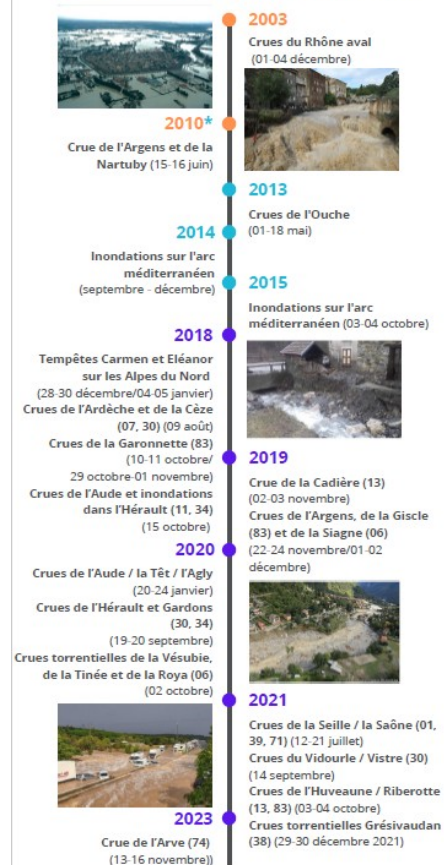 2003
Crues du Rhône aval
(01-04 décembre)
2010*
Crue de l'Argens et de la
Nartuby (15-16 juin)
2013
Crues de l'Ouche
(01-18 mai)
2014
Inondations sur l'arc
méditerranéen
(septembre - décembre)
2015
Inondations sur l'arc
méditerranéen (03-04 octobre)
2018
Tempêtes Carmen et Eléanor
sur les Alpes du Nord
(28-30 décembre/04-05 janvier)
Crues de l'Ardèche et de la Cèze
(07, 30) (09 août)
Crues de la Garonnette (83)
(10-11 octobre/
29 octobre-01 novembre)
Crues de l'Aude et inondations
dans l'Hérault (11, 34)
(15 octobre)
2019
Crue de la Cadière (13)
(02-03 novembre)
Crues de l'Argens, de la Giscle
(83) et de la Siagne (06)
(22-24 novembre/01-02
décembre)
2020
Crues de l'Aude / la Têt / l'Agly
(20-24 janvier)
Crues de l'Hérault et Gardons
(30, 34)
(19-20 septembre)
Crues torrentielles de la Vésubie,
de la Tinée et de la Roya (06)
(02 octobre)
2021
Crues de la Seille / la Saône (01,
39, 71) (12-21 juillet)
Crues du Vidourle / Vistre (30)
(14 septembre)
Crues de l'Huveaune / Riberotte
(13, 83) (03-04 octobre)
Crues torrentielles Grésivaudan
(38) (29-30 décembre 2021)
2023
Crue de l'Arve (74)
(13-16 novembre))